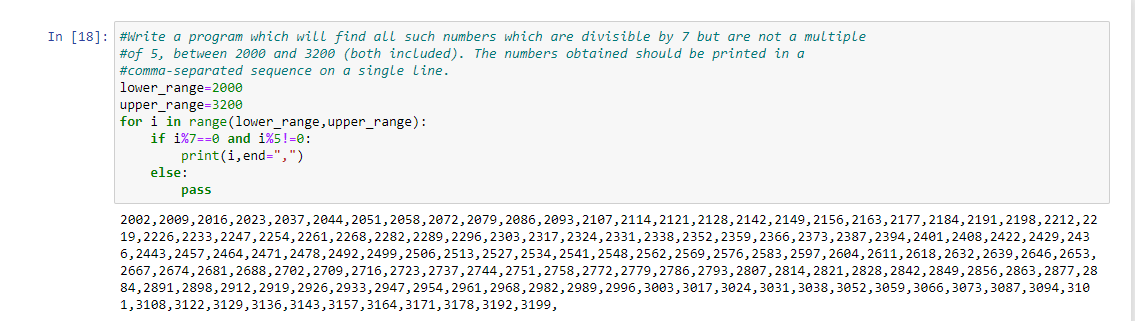 In [18]: #Write a program which will find all such numbers which are divisible by 7 but are not a multiple
#of 5, between 2000 and 3200 (both included). The numbers obtained should be printed in a
#comma-separated sequence on a single line.
lower_range=2000
upper_range=3200
for i in range(lower_range,upper_range):
    if i%7==0 and i%5!=0:
        print(i,end=",")
    else:
        pass
2002,2009,2016,2023,2037,2044,2051,2058,2072,2079,2086,2093,2107,2114,2121,2128,2142,2149,2156,2163,2177,2184,2191,2198,2212,22
19,2226,2233,2247,2254,2261,2268,2282,2289,2296,2303,2317,2324,2331,2338,2352,2359,2366,2373,2387,2394,2401,2408,2422,2429,243
6,2443,2457,2464,2471,2478,2492,2499,2506,2513,2527,2534,2541,2548,2562,2569,2576,2583,2597,2604,2611,2618,2632,2639,2646,2653,
2667,2674,2681,2688,2702,2709,2716,2723,2737,2744,2751,2758,2772,2779,2786,2793,2807,2814,2821,2828,2842,2849,2856,2863,2877,28
84,2891,2898,2912,2919,2926,2933,2947,2954,2961,2968,2982,2989,2996,3003,3017,3024,3031,3038,3052,3059,3066,3073,3087,3094,310
1,3108,3122,3129,3136,3143,3157,3164,3171,3178,3192,3199,